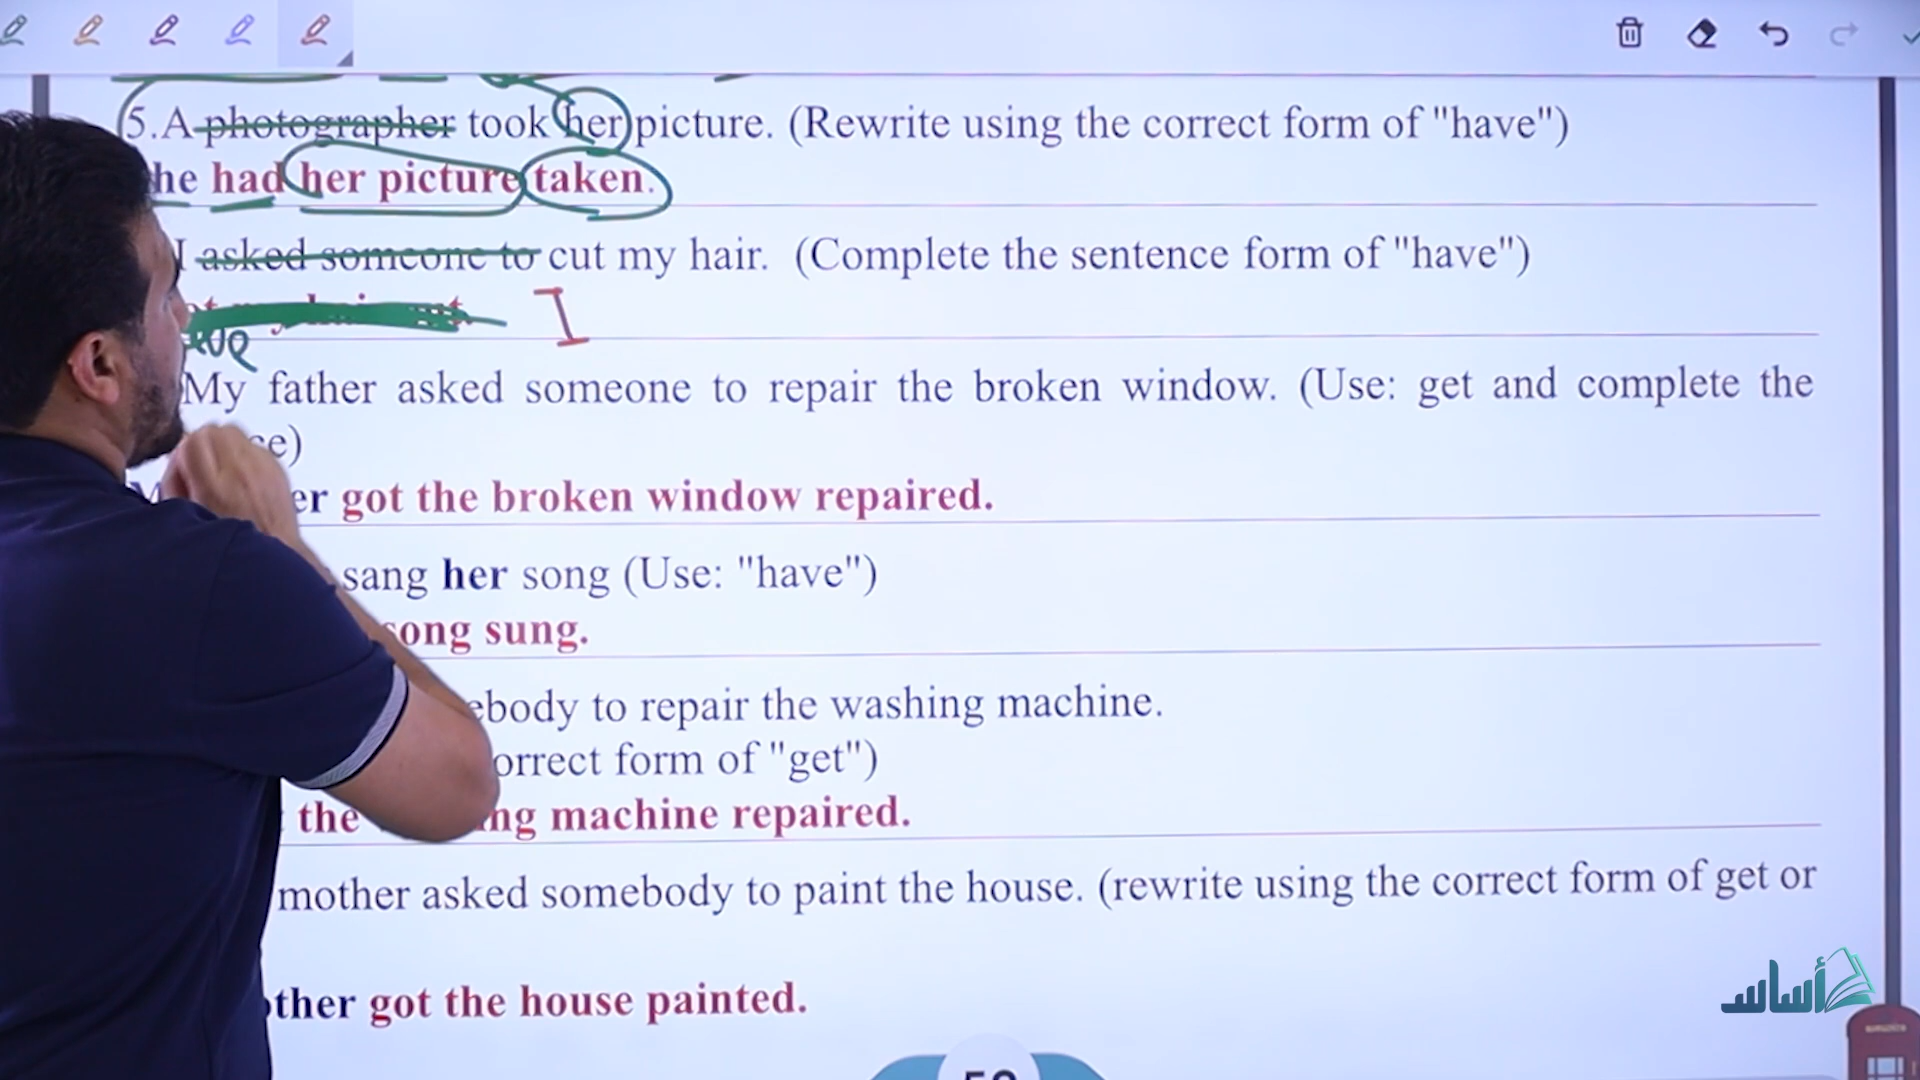 5.A photographer took her picture. (Rewrite using the correct form of "have")
he had her picture taken.
I asked someone to cut my hair. (Complete the sentence form of "have")
I
My father asked someone to repair the broken window. (Use: get and complete the
ce)
er got the broken window repaired.
sang her song (Use: "have")
song sung.
ebody to repair the washing machine.
orrect form of "get")
the ng machine repaired.
mother asked somebody to paint the house. (rewrite using the correct form of get or
other got the house painted.
أساس